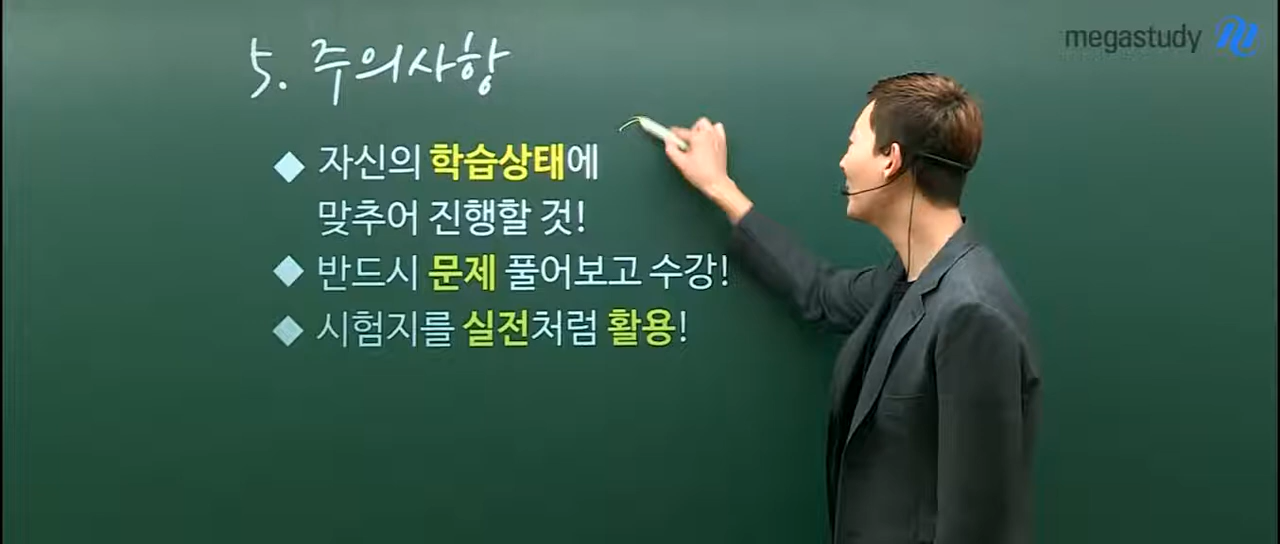 megastudy
5. 주의사항
◆ 자신의 학습상태에
맞추어 진행할 것!
◆ 반드시 문제 풀어보고 수강!
◆ 시험지를 실전처럼 활용!